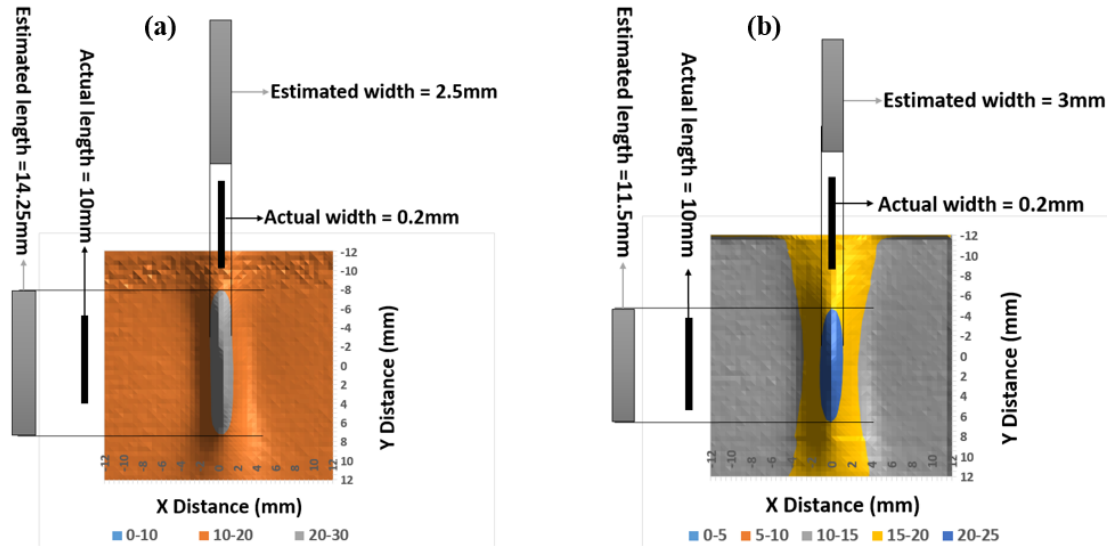 (a)
Estimated length =14.25mm
Actual length = 10mm
Estimated width = 2.5mm
Actual width = 0.2mm
-12
-10
-8
-6
-4
-2
0
2
4
6
8
10
12
Y Distance (mm)
-12 -10 -8 -6 -4 -2 0 2 4 6 8 10 12
X Distance (mm)
0-10 10-20 20-30
(b)
Estimated length =11.5mm
Actual length = 10mm
Estimated width = 3mm
Actual width = 0.2mm
-12
-10
-8
-6
-4
-2
0
2
4
6
8
10
12
Y Distance (mm)
-12 -10 -8 -6 -4 -2 0 2 4 6 8 10 12
X Distance (mm)
0-5 5-10 10-15 15-20 20-25